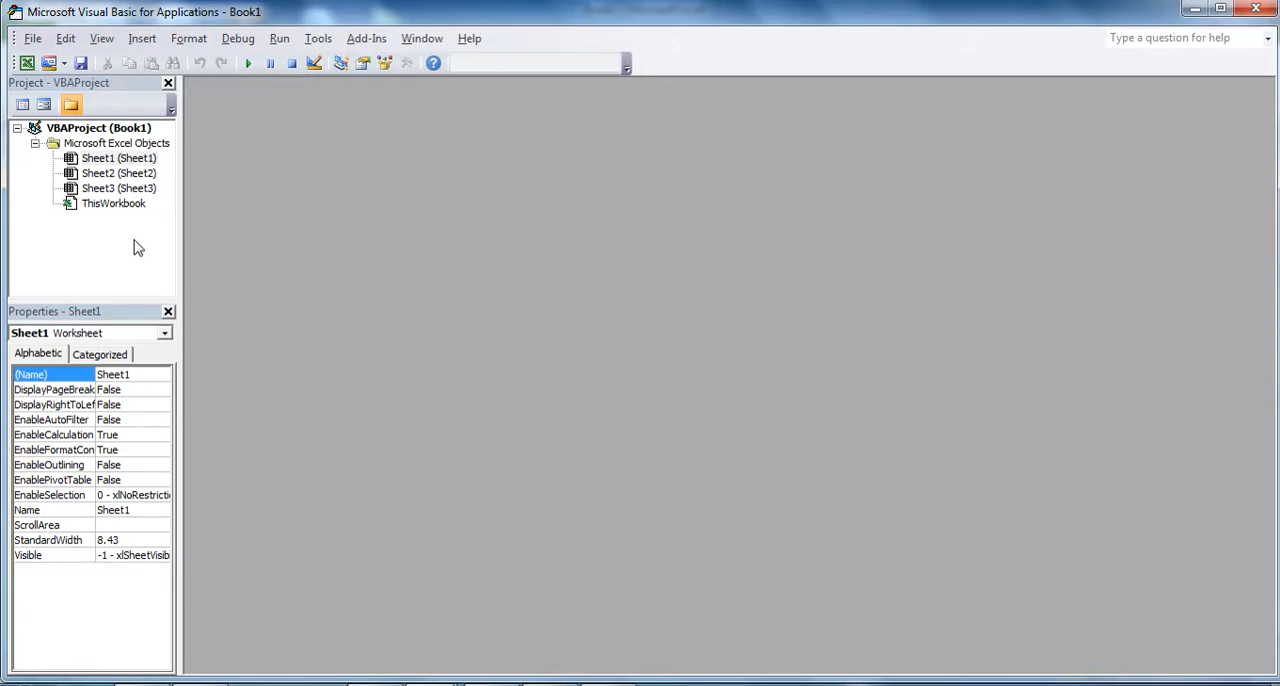 Microsoft Visual Basic for Applications - Book1
File Edit View Insert Format Debug Run Tools Add-Ins Window Help Type a question for help
Project - VBAProject
VBAProject (Book1)
Microsoft Excel Objects
Sheet1 (Sheet1)
Sheet2 (Sheet2)
Sheet3 (Sheet3)
ThisWorkbook
Properties - Sheet1
Sheet1 Worksheet
Alphabetic Categorized
(Name) Sheet1
DisplayPageBreak False
DisplayRightToLef False
EnableAutoFilter False
EnableCalculation True
EnableFormatCon True
EnableOutlining False
EnablePivotTable False
EnableSelection 0 - xlNoRestricti
Name Sheet1
ScrollArea
StandardWidth 8.43
Visible -1 - xlSheetVisib